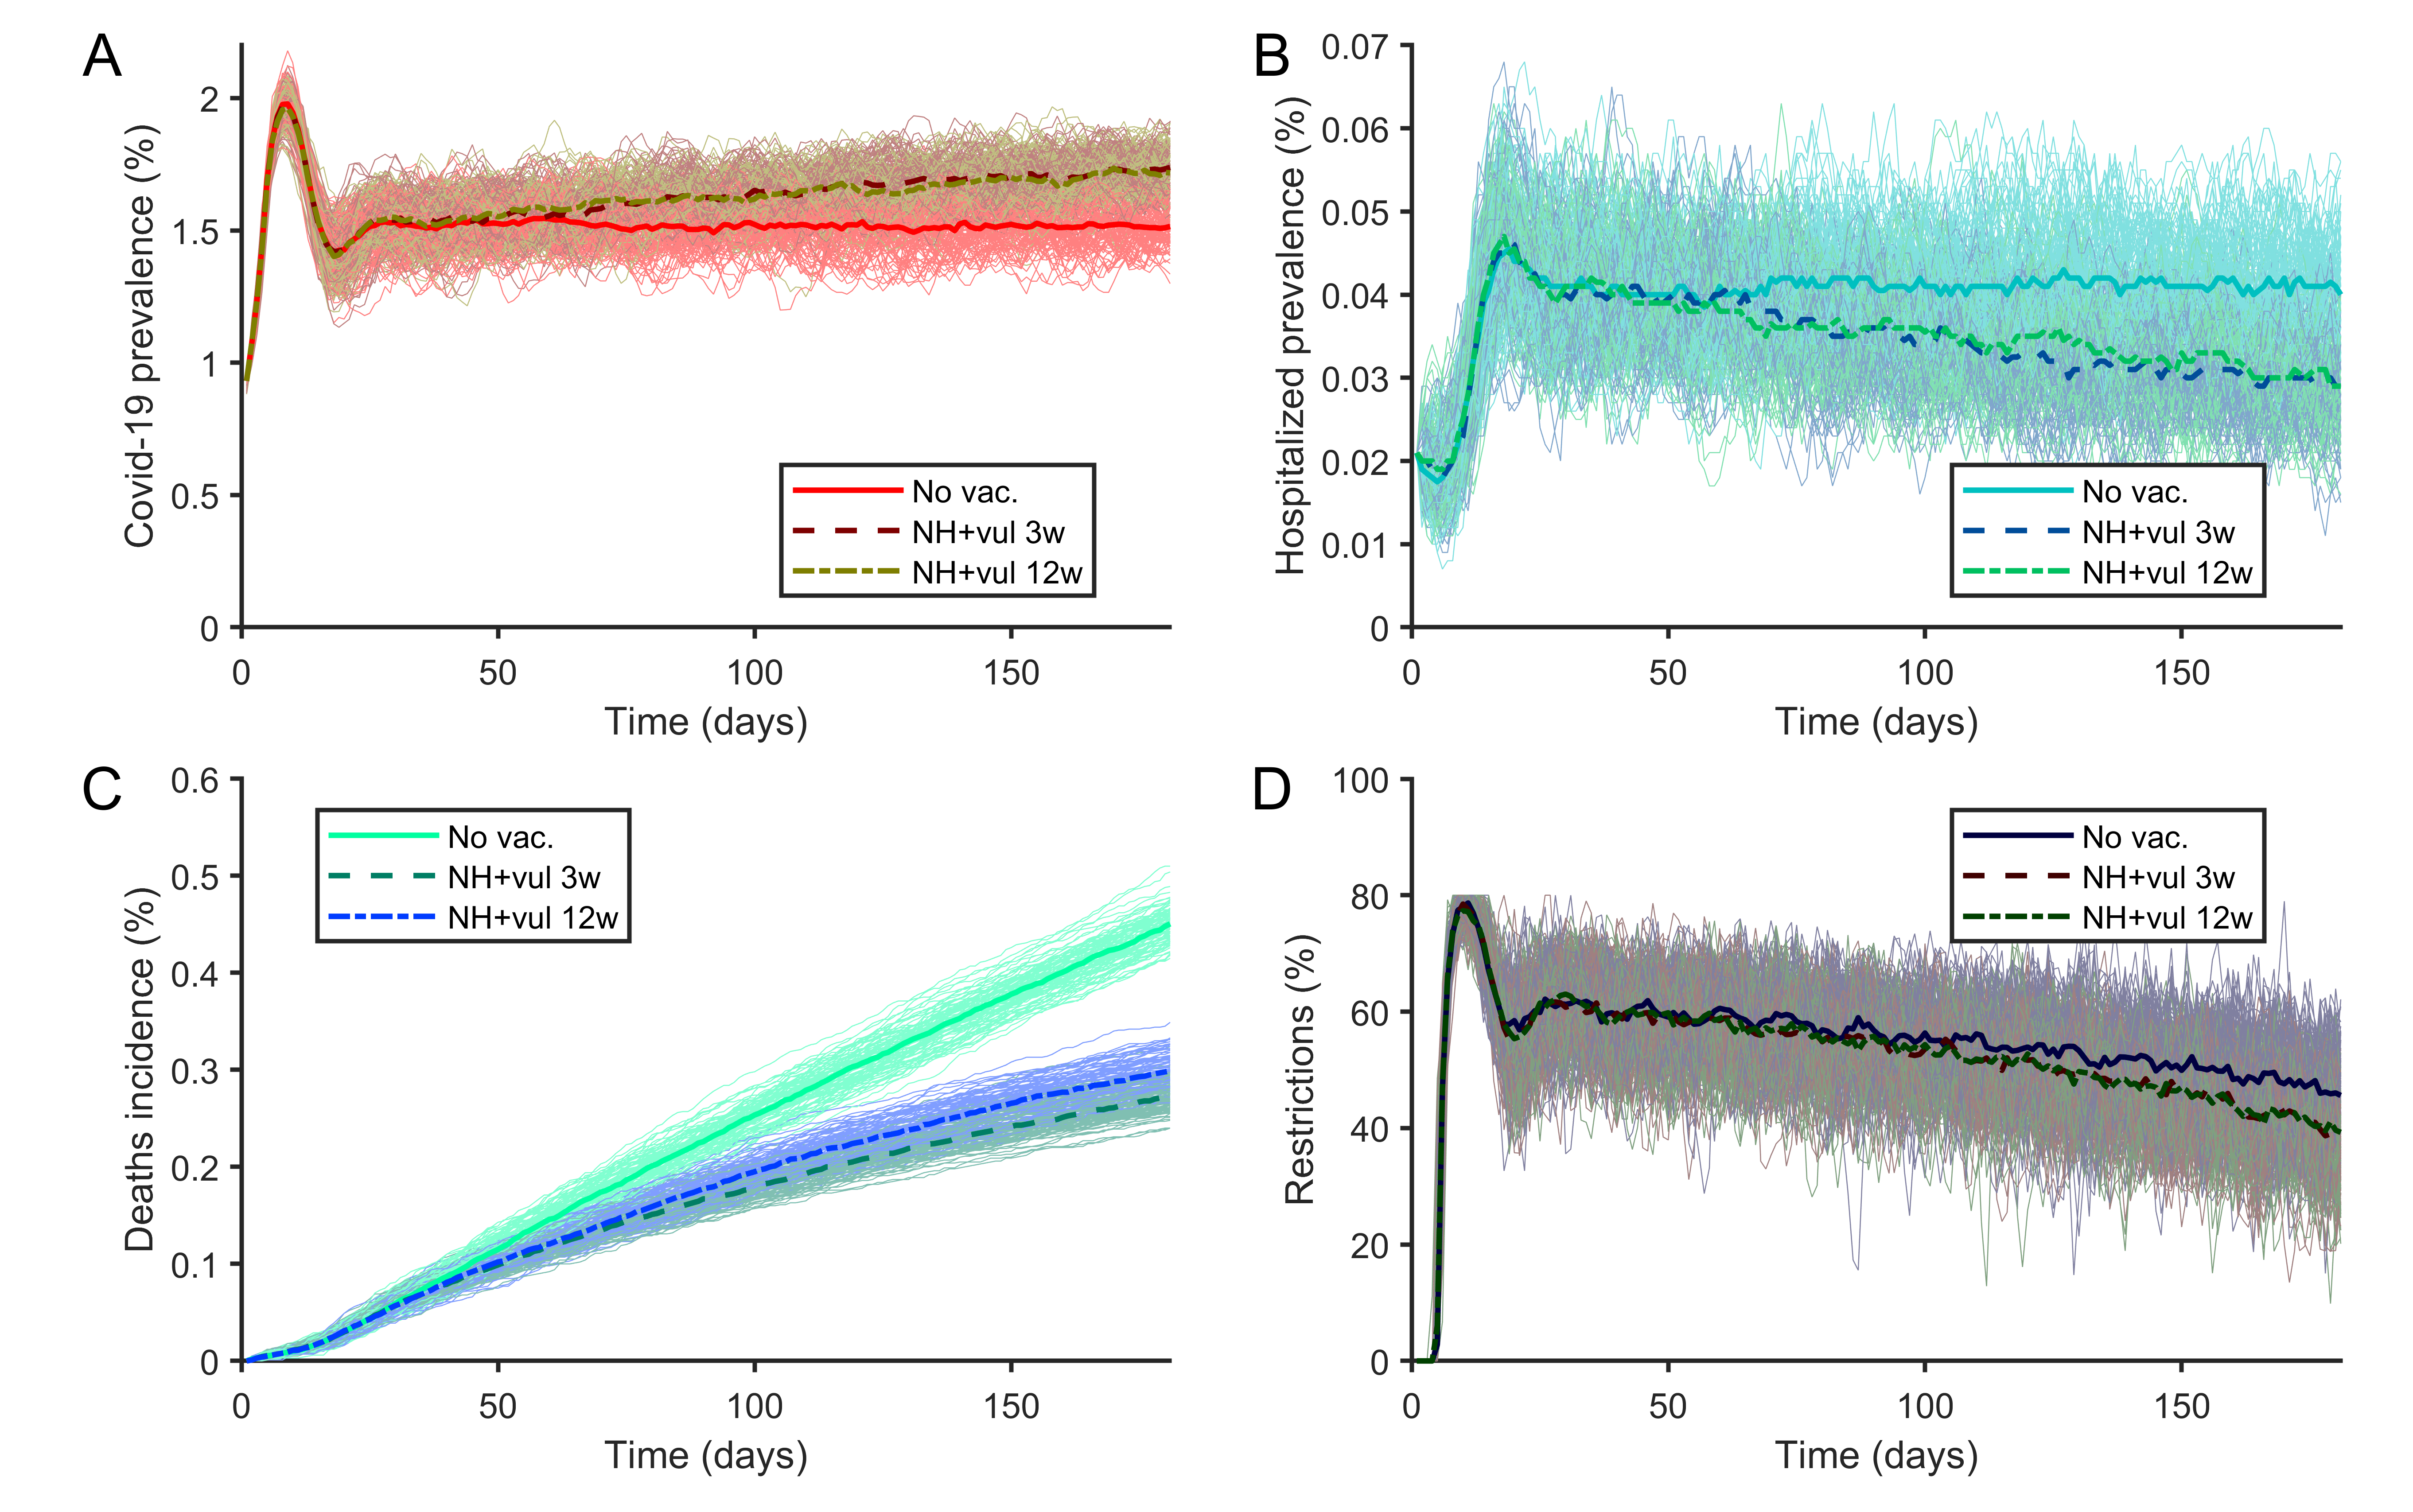 A
Covid-19 prevalence (%)
2
1.5
1
0.5
0
0 50 100 150
Time (days)
No vac.
NH+vul 3w
NH+vul 12w
B
Hospitalized prevalence (%)
0.07
0.06
0.05
0.04
0.03
0.02
0.01
0
0 50 100 150
Time (days)
No vac.
NH+vul 3w
NH+vul 12w
C
Deaths incidence (%)
0.6
0.5
0.4
0.3
0.2
0.1
0
0 50 100 150
Time (days)
No vac.
NH+vul 3w
NH+vul 12w
D
Restrictions (%)
100
80
60
40
20
0
0 50 100 150
Time (days)
No vac.
NH+vul 3w
NH+vul 12w